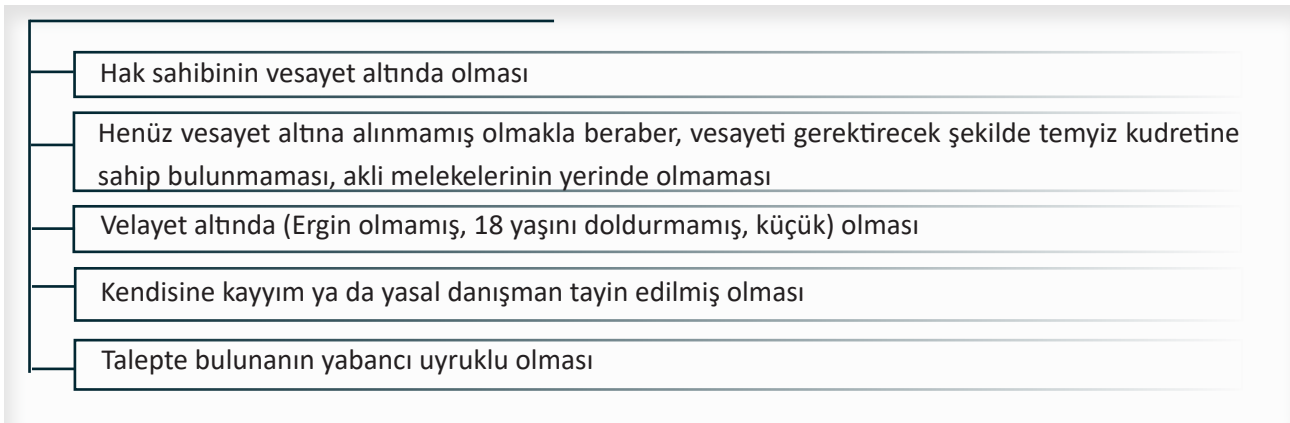 Hak sahibinin vesayet altında olması
Henüz vesayet altına alınmamış olmakla beraber, vesayeti gerektirecek şekilde temyiz kudretine
sahip bulunmaması, akli melekelerinin yerinde olmaması
Velayet altında (Ergin olmamış, 18 yaşını doldurmamış, küçük) olması
Kendisine kayyım ya da yasal danışman tayin edilmiş olması
Talepte bulunanın yabancı uyruklu olması